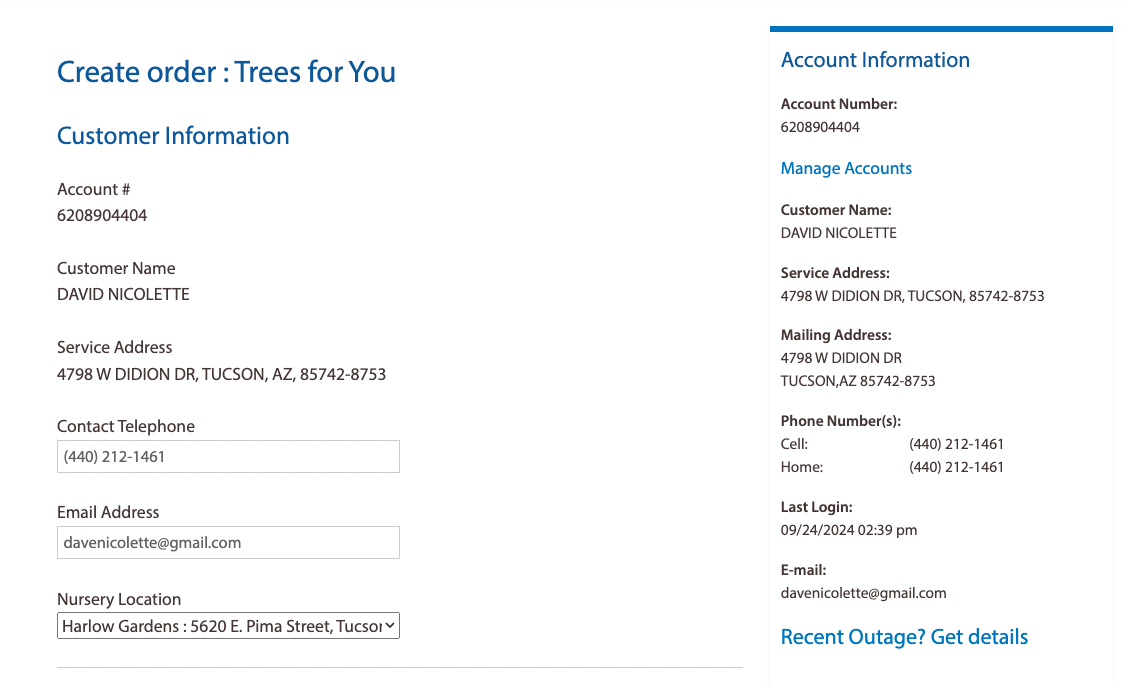 Create order : Trees for You
Customer Information
Account #
6208904404
Customer Name
DAVID NICOLETTE
Service Address
4798 W DIDION DR, TUCSON, AZ, 85742-8753
Contact Telephone
(440) 212-1461
Email Address
davenicolette@gmail.com
Nursery Location
Harlow Gardens : 5620 E. Pima Street, Tucson
Account Information
Account Number:
6208904404
Manage Accounts
Customer Name:
DAVID NICOLETTE
Service Address:
4798 W DIDION DR, TUCSON, 85742-8753
Mailing Address:
4798 W DIDION DR
TUCSON,AZ 85742-8753
Phone Number(s):
Cell: (440) 212-1461
Home: (440) 212-1461
Last Login:
09/24/2024 02:39 pm
E-mail:
davenicolette@gmail.com
Recent Outage? Get details